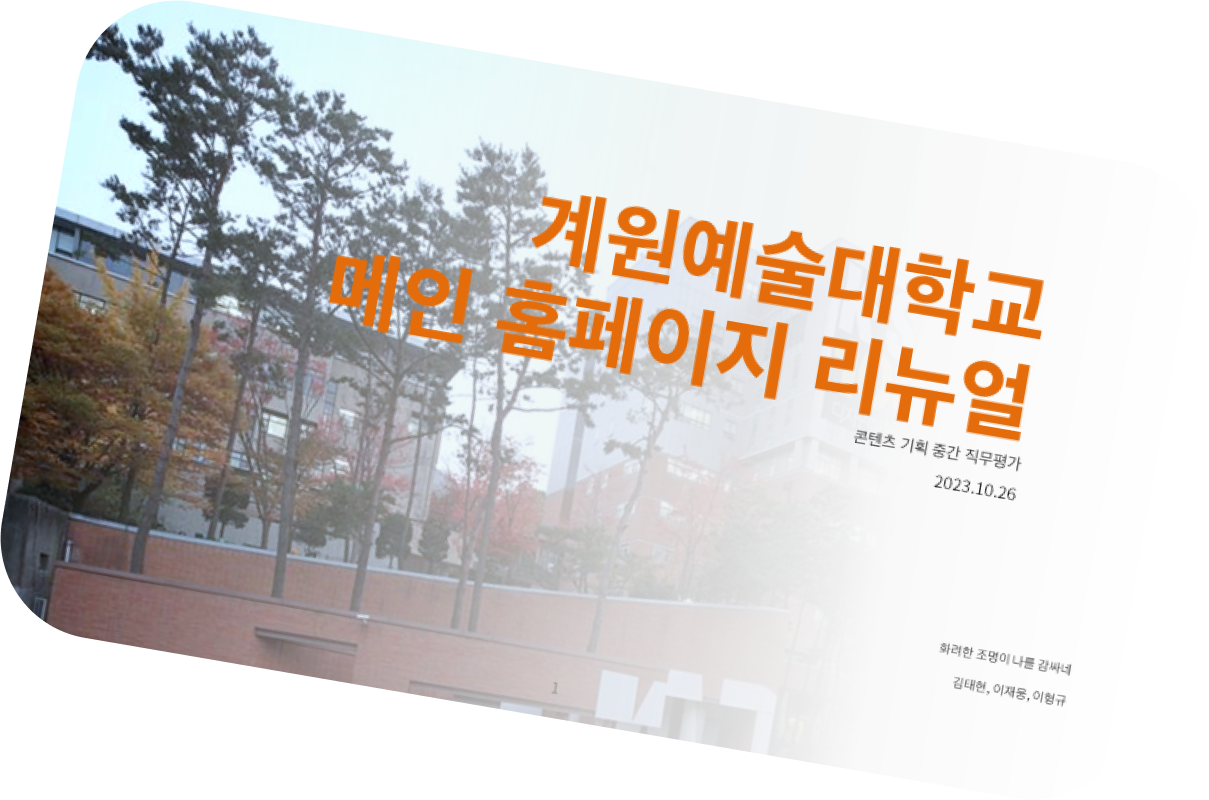 계원예술대학교
메인 홈페이지 리뉴얼
콘텐츠 기획 중간 직무평가
2023.10.26
화려한 조명이 나를 감싸네
김태현, 이재웅, 이형규
1